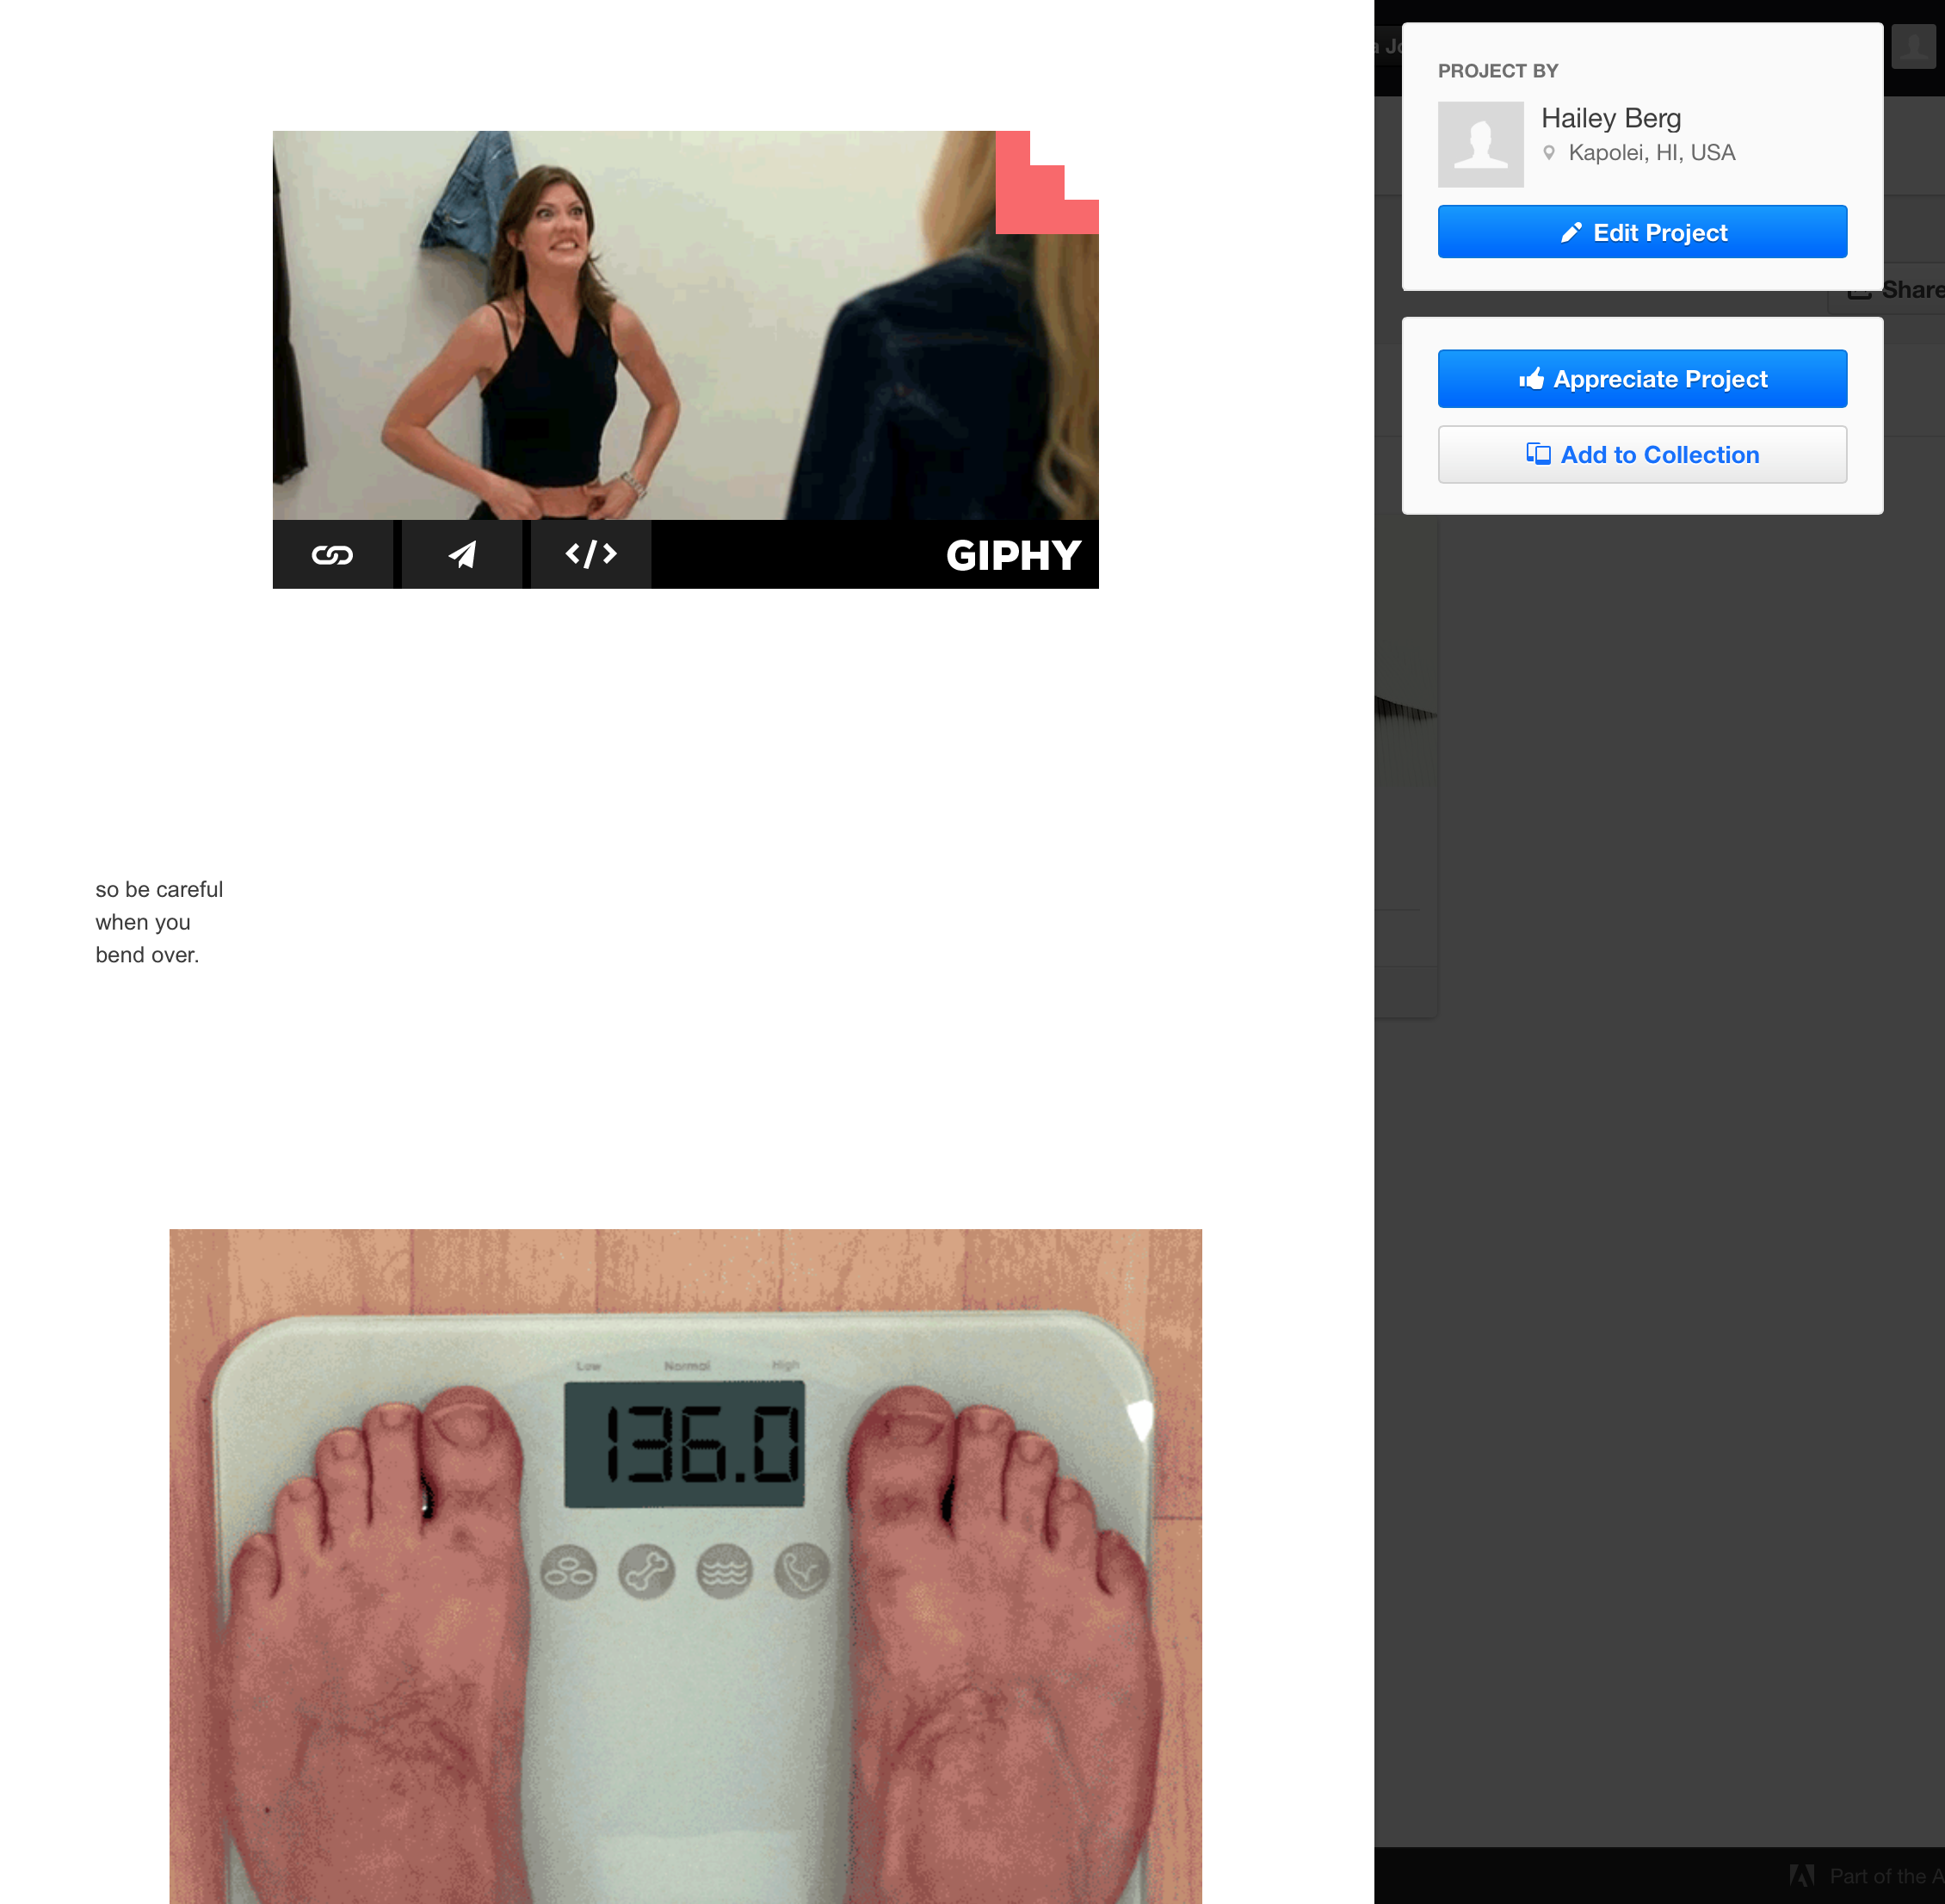 a Jo
PROJECT BY
Hailey Berg
Kapolei, HI, USA
Edit Project
Share
Appreciate Project
Add to Collection
GIPHY
so be careful
when you
bend over.
Low Normal High
136.0
Part of the A